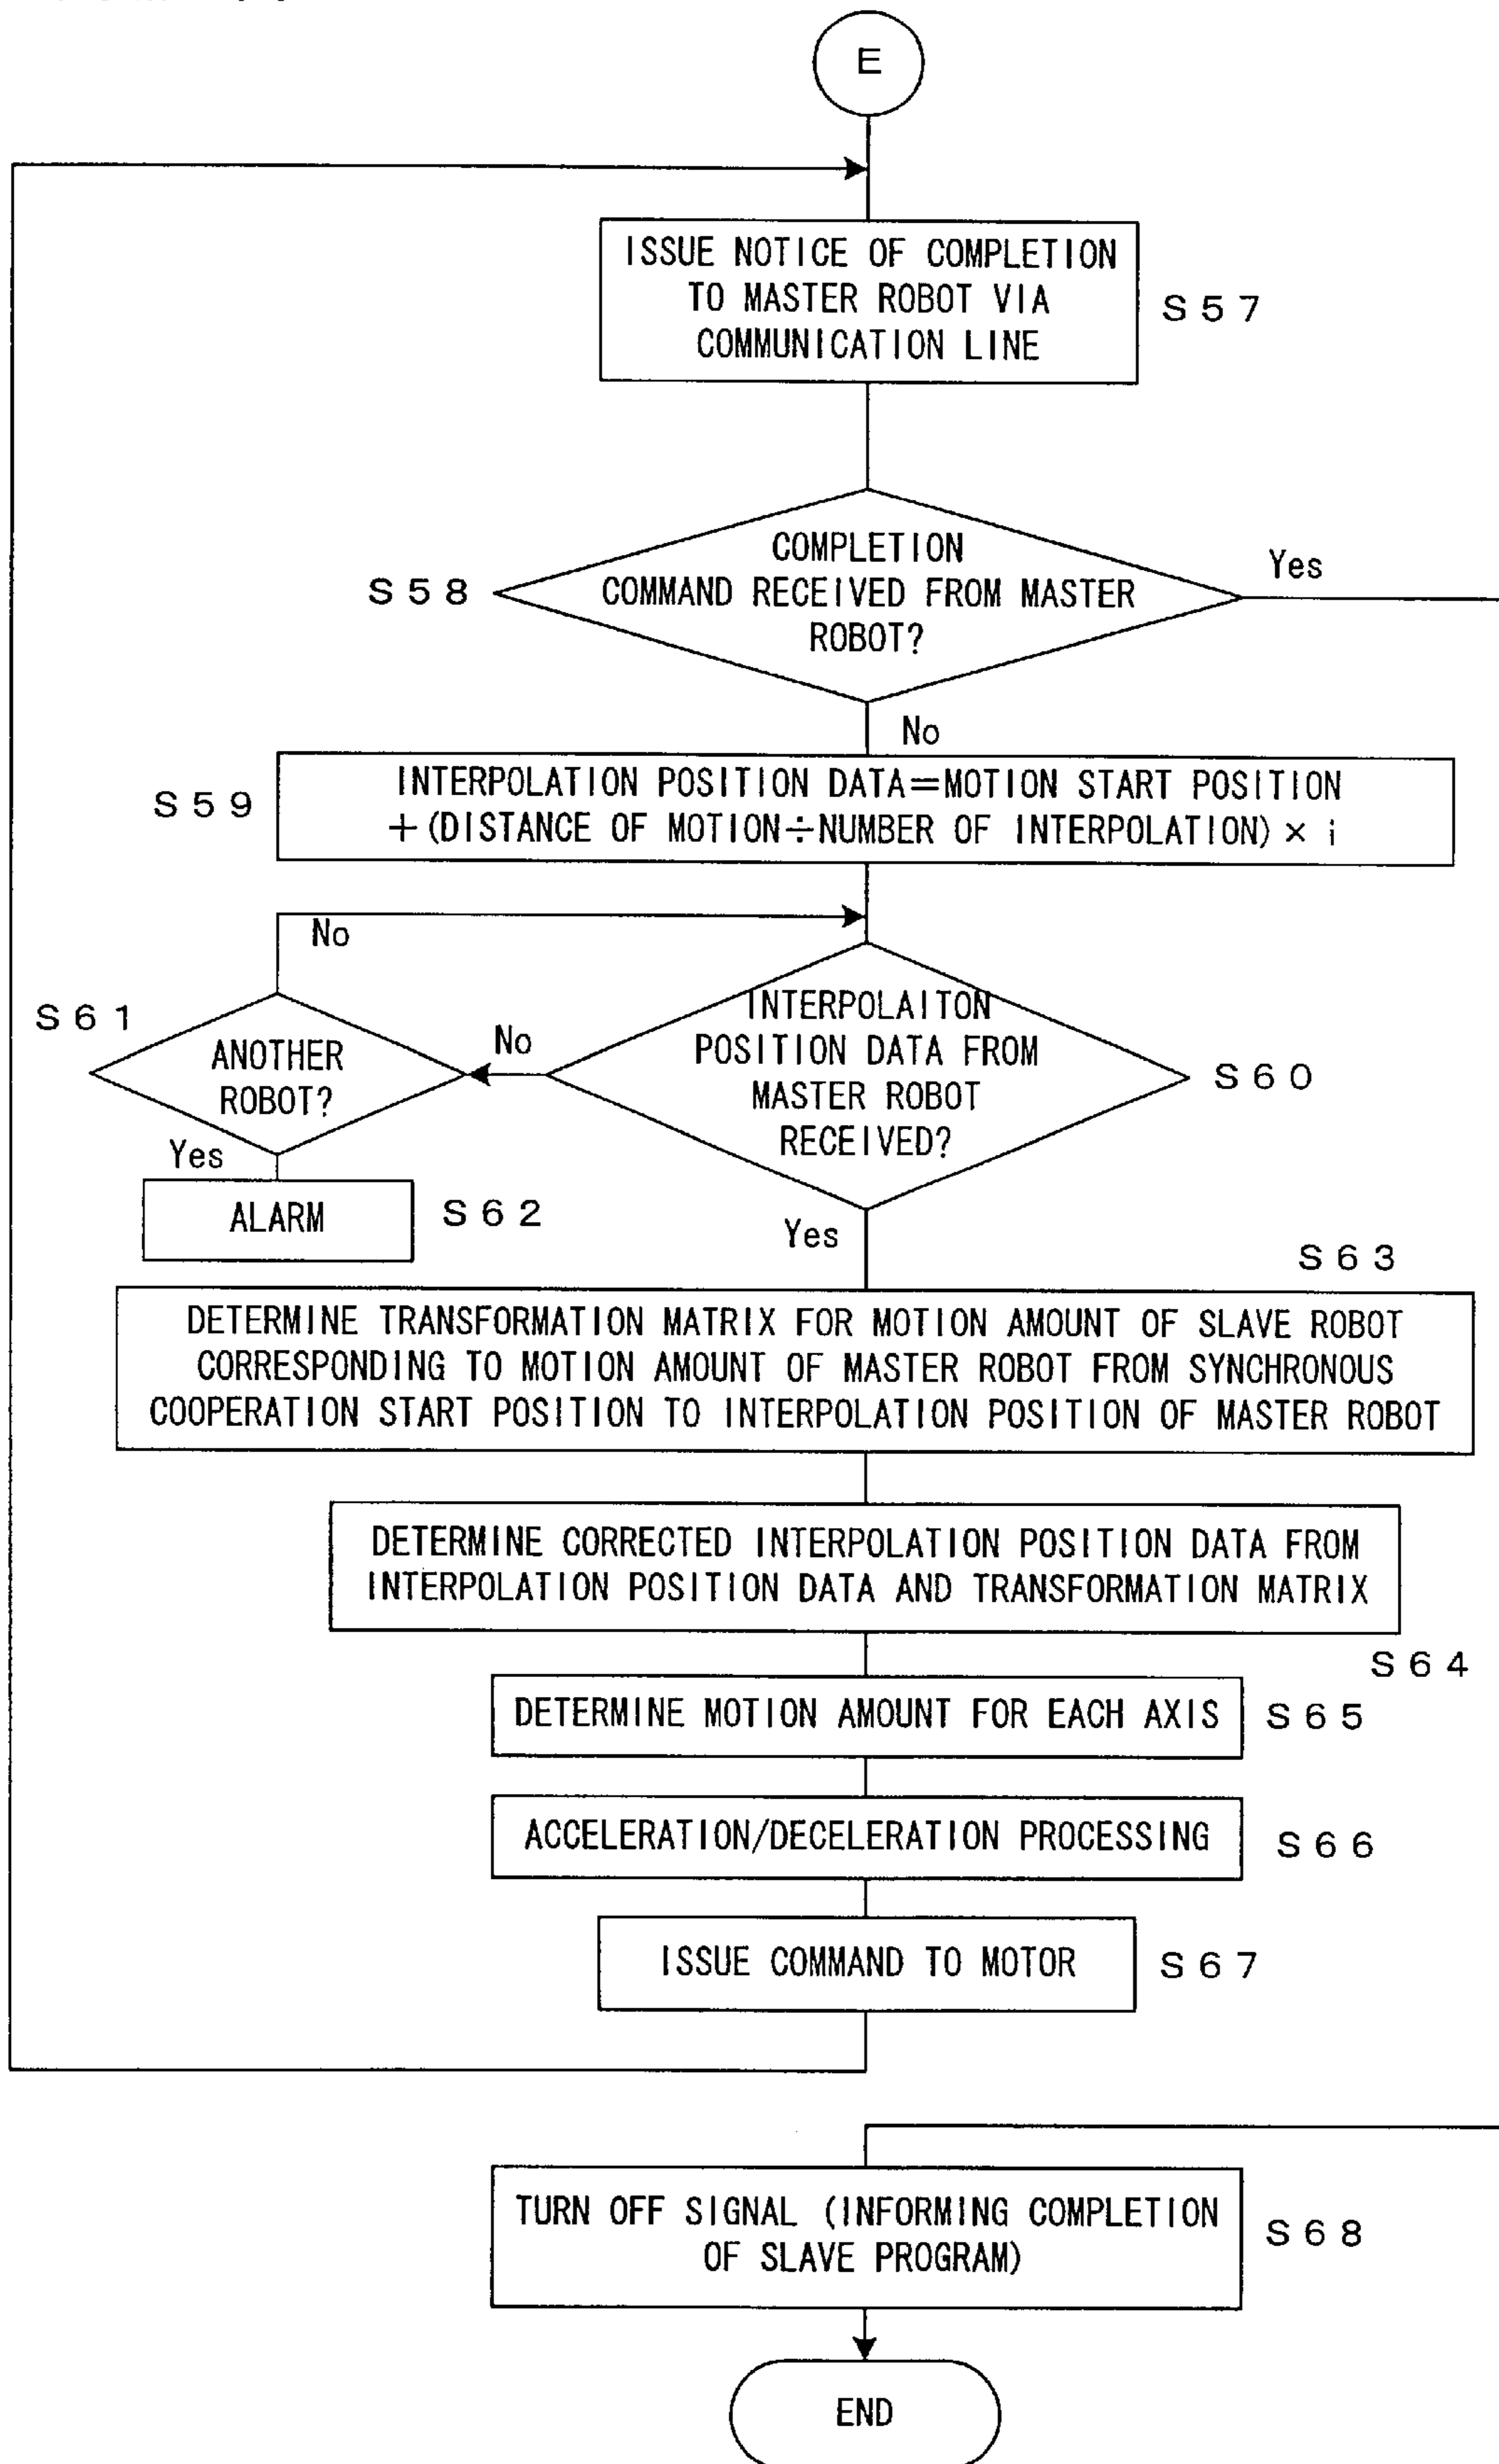 E
ISSUE NOTICE OF COMPLETION
TO MASTER ROBOT VIA
COMMUNICATION LINE
S57
COMPLETION
COMMAND RECEIVED FROM MASTER
ROBOT?
S58
Yes
No
INTERPOLATION POSITION DATA=MOTION START POSITION
+(DISTANCE OF MOTION÷NUMBER OF INTERPOLATION)× i
S59
No
INTERPOLAITON
POSITION DATA FROM
MASTER ROBOT
RECEIVED?
S60
No
S61
ANOTHER
ROBOT?
Yes
ALARM
S62
Yes
S63
DETERMINE TRANSFORMATION MATRIX FOR MOTION AMOUNT OF SLAVE ROBOT
CORRESPONDING TO MOTION AMOUNT OF MASTER ROBOT FROM SYNCHRONOUS
COOPERATION START POSITION TO INTERPOLATION POSITION OF MASTER ROBOT
DETERMINE CORRECTED INTERPOLATION POSITION DATA FROM
INTERPOLATION POSITION DATA AND TRANSFORMATION MATRIX
S64
DETERMINE MOTION AMOUNT FOR EACH AXIS
S65
ACCELERATION/DECELERATION PROCESSING
S66
ISSUE COMMAND TO MOTOR
S67
TURN OFF SIGNAL (INFORMING COMPLETION
OF SLAVE PROGRAM)
S68
END